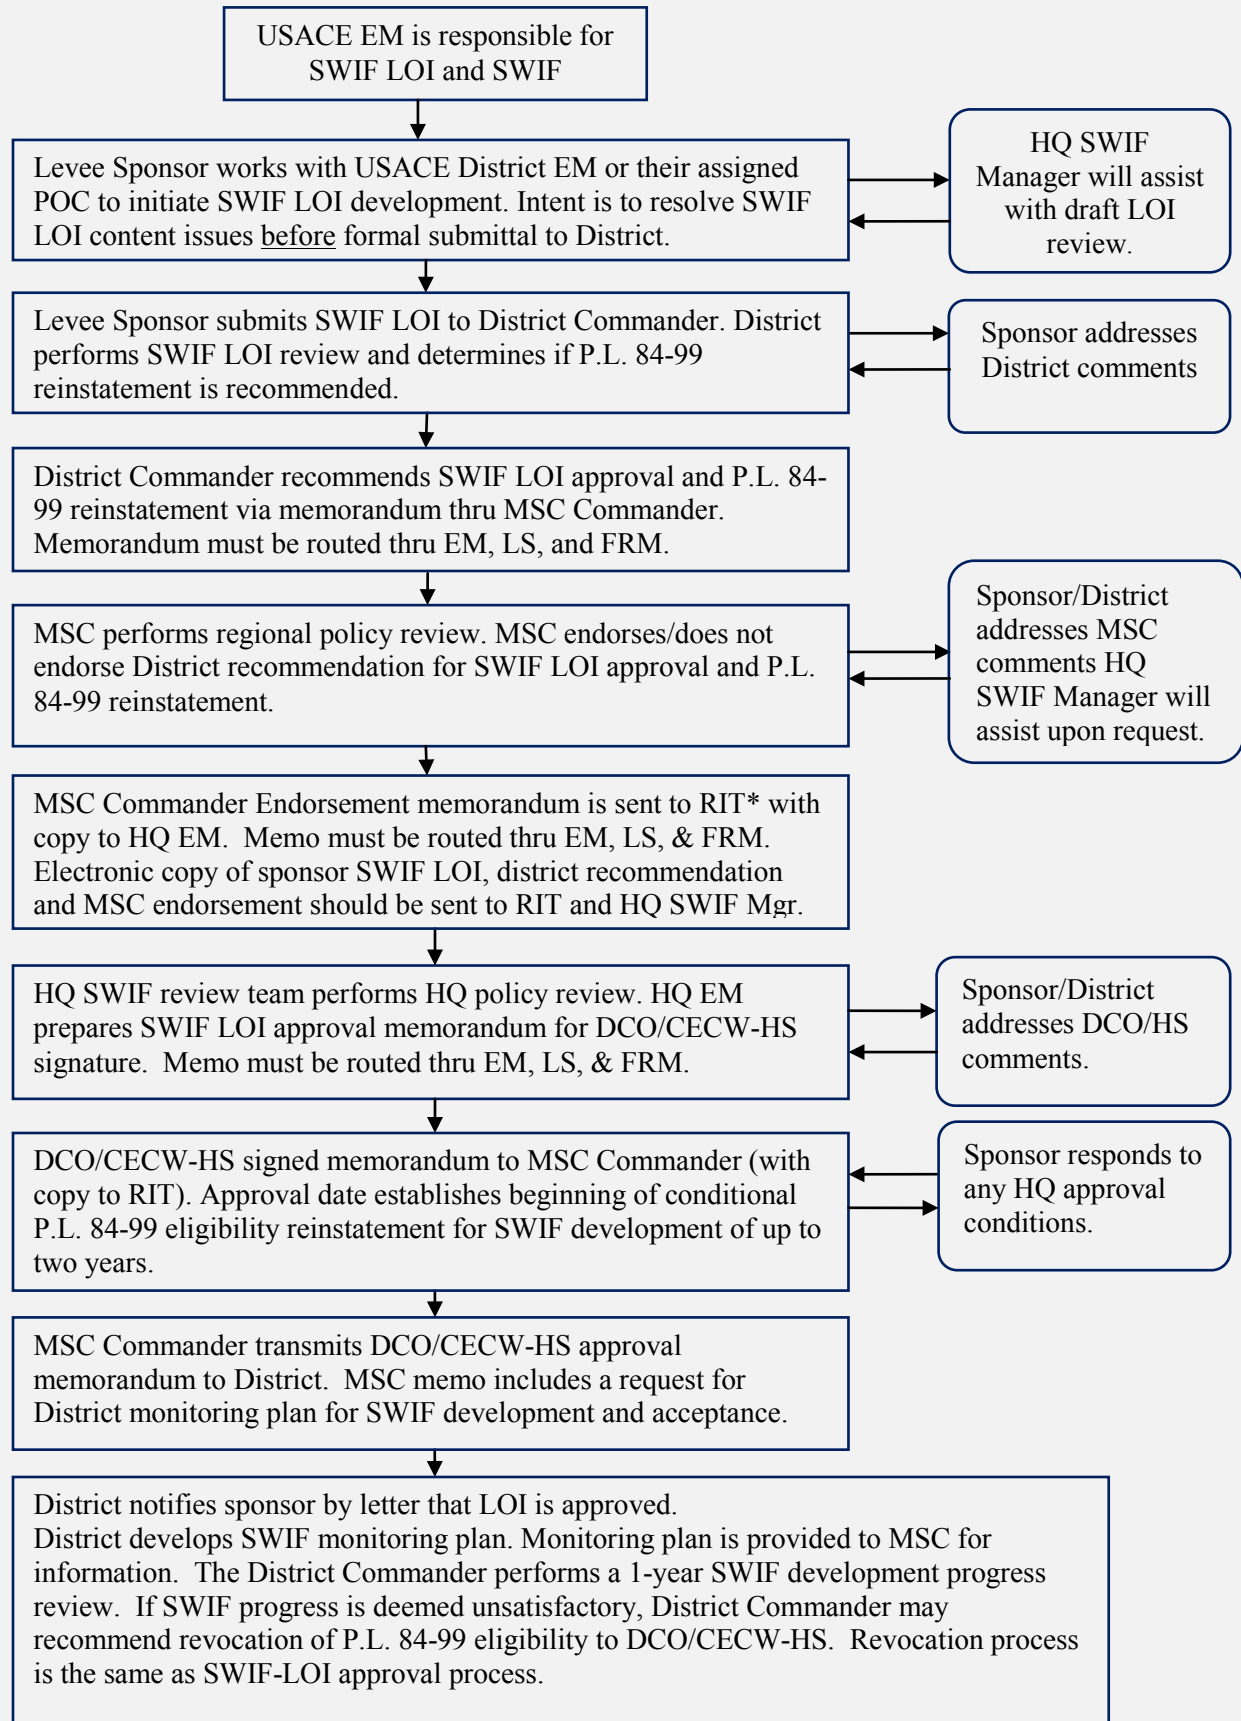 USACE EM is responsible for
SWIF LOI and SWIF
Levee Sponsor works with USACE District EM or their assigned
POC to initiate SWIF LOI development. Intent is to resolve SWIF
LOI content issues before formal submittal to District.
HQ SWIF
Manager will assist
with draft LOI
review.
Levee Sponsor submits SWIF LOI to District Commander. District
performs SWIF LOI review and determines if P.L. 84-99
reinstatement is recommended.
Sponsor addresses
District comments
District Commander recommends SWIF LOI approval and P.L. 84-
99 reinstatement via memorandum thru MSC Commander.
Memorandum must be routed thru EM, LS, and FRM.
MSC performs regional policy review. MSC endorses/does not
endorse District recommendation for SWIF LOI approval and P.L.
84-99 reinstatement.
Sponsor/District
addresses MSC
comments HQ
SWIF Manager will
assist upon request.
MSC Commander Endorsement memorandum is sent to RIT* with
copy to HQ EM.  Memo must be routed thru EM, LS, & FRM.
Electronic copy of sponsor SWIF LOI, district recommendation
and MSC endorsement should be sent to RIT and HQ SWIF Mgr.
HQ SWIF review team performs HQ policy review. HQ EM
prepares SWIF LOI approval memorandum for DCO/CECW-HS
signature.  Memo must be routed thru EM, LS, & FRM.
Sponsor/District
addresses DCO/HS
comments.
DCO/CECW-HS signed memorandum to MSC Commander (with
copy to RIT). Approval date establishes beginning of conditional
P.L. 84-99 eligibility reinstatement for SWIF development of up to
two years.
Sponsor responds to
any HQ approval
conditions.
MSC Commander transmits DCO/CECW-HS approval
memorandum to District.  MSC memo includes a request for
District monitoring plan for SWIF development and acceptance.
District notifies sponsor by letter that LOI is approved.
District develops SWIF monitoring plan. Monitoring plan is provided to MSC for
information.  The District Commander performs a 1-year SWIF development progress
review.  If SWIF progress is deemed unsatisfactory, District Commander may
recommend revocation of P.L. 84-99 eligibility to DCO/CECW-HS.  Revocation process
is the same as SWIF-LOI approval process.